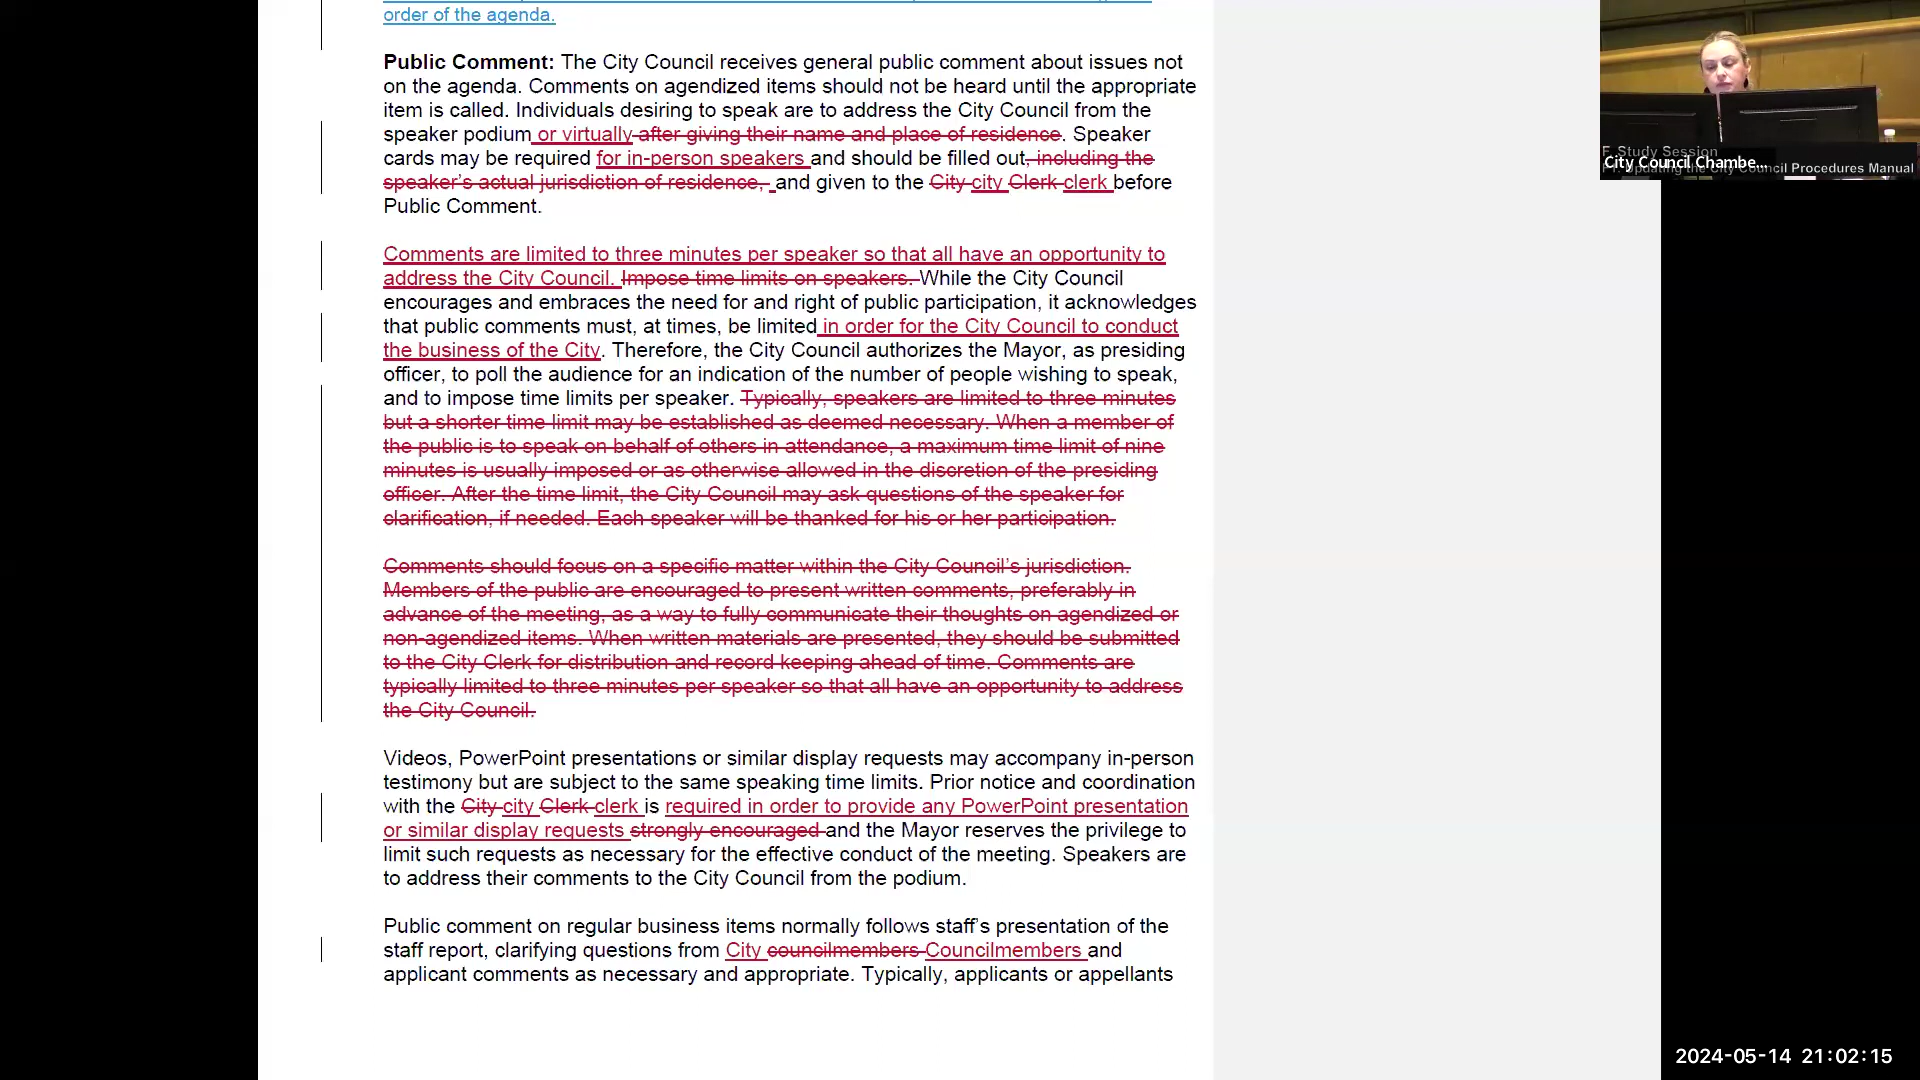 order of the agenda.
Public Comment: The City Council receives general public comment about issues not
on the agenda. Comments on agendized items should not be heard until the appropriate
item is called. Individuals desiring to speak are to address the City Council from the
speaker podium or virtually after giving their name and place of residence. Speaker
cards may be required for in-person speakers and should be filled out, including the
speaker's actual jurisdiction of residence, and given to the City city Clerk clerk before
Public Comment.
Comments are limited to three minutes per speaker so that all have an opportunity to
address the City Council. Impose time limits on speakers. While the City Council
encourages and embraces the need for and right of public participation, it acknowledges
that public comments must, at times, be limited in order for the City Council to conduct
the business of the City. Therefore, the City Council authorizes the Mayor, as presiding
officer, to poll the audience for an indication of the number of people wishing to speak,
and to impose time limits per speaker. Typically, speakers are limited to three minutes
but a shorter time limit may be established as deemed necessary. When a member of
the public is to speak on behalf of others in attendance, a maximum time limit of nine
minutes is usually imposed or as otherwise allowed in the discretion of the presiding
officer. After the time limit, the City Council may ask questions of the speaker for
clarification, if needed. Each speaker will be thanked for his or her participation.
Comments should focus on a specific matter within the City Council's jurisdiction.
Members of the public are encouraged to present written comments, preferably in
advance of the meeting, as a way to fully communicate their thoughts on agendized or
non-agendized items. When written materials are presented, they should be submitted
to the City Clerk for distribution and record keeping ahead of time. Comments are
typically limited to three minutes per speaker so that all have an opportunity to address
the City Council.
Videos, PowerPoint presentations or similar display requests may accompany in-person
testimony but are subject to the same speaking time limits. Prior notice and coordination
with the City city Clerk clerk is required in order to provide any PowerPoint presentation
or similar display requests strongly encouraged and the Mayor reserves the privilege to
limit such requests as necessary for the effective conduct of the meeting. Speakers are
to address their comments to the City Council from the podium.
Public comment on regular business items normally follows staff's presentation of the
staff report, clarifying questions from City councilmembers Councilmembers and
applicant comments as necessary and appropriate. Typically, applicants or appellants
F. Study Session
City Council Chambe...
Updating the City Council Procedures Manual
2024-05-14 21:02:15